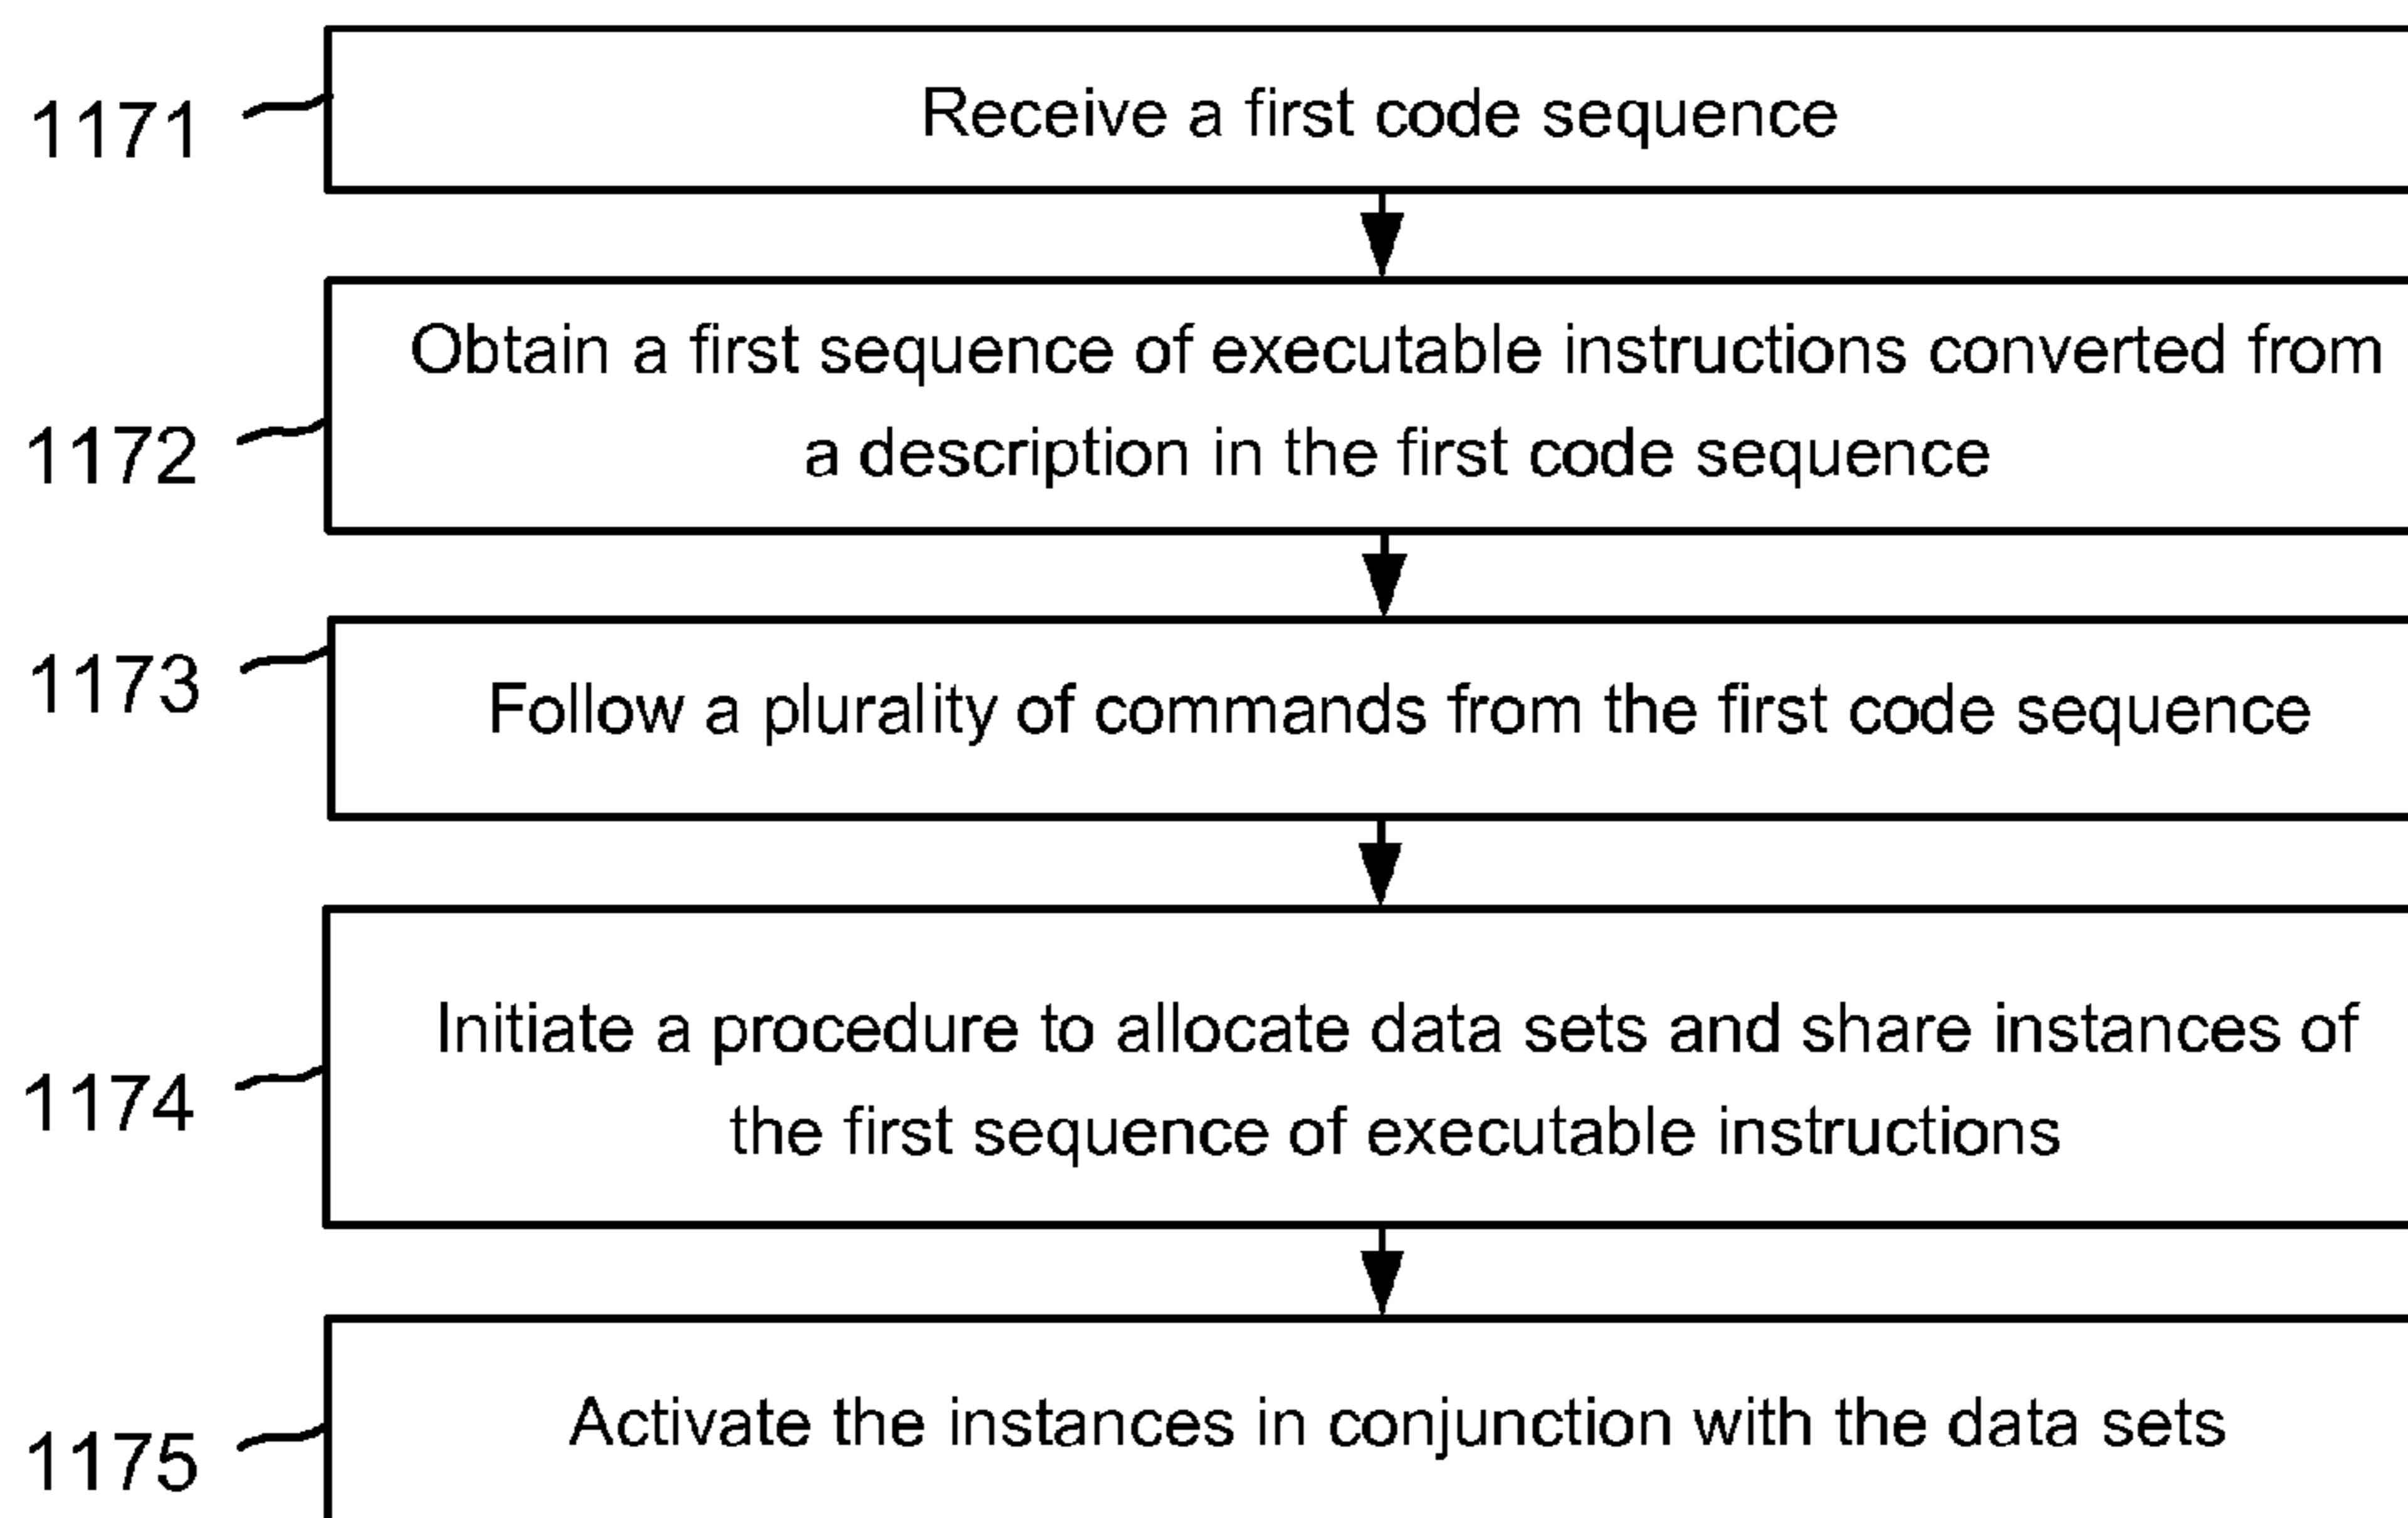 1171
Receive a first code sequence
1172
Obtain a first sequence of executable instructions converted from
a description in the first code sequence
1173
Follow a plurality of commands from the first code sequence
1174
Initiate a procedure to allocate data sets and share instances of
the first sequence of executable instructions
1175
Activate the instances in conjunction with the data sets